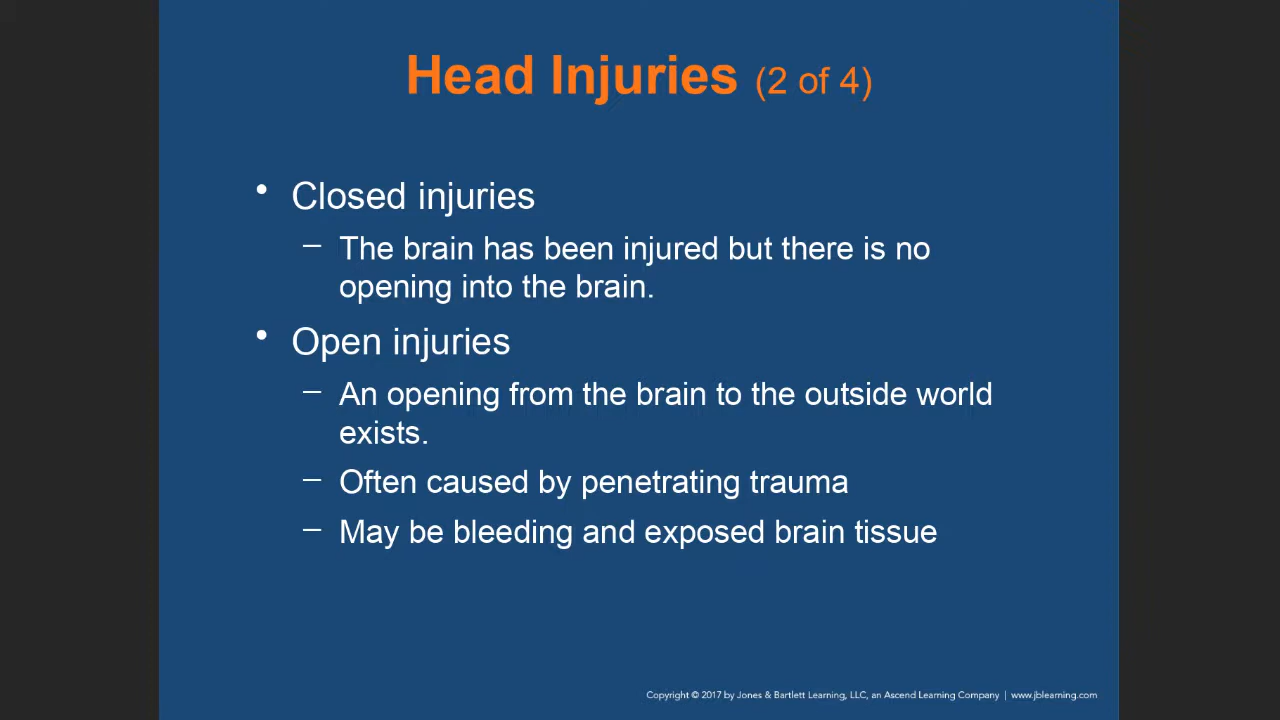 Head Injuries (2 of 4)
• Closed injuries
– The brain has been injured but there is no
opening into the brain.
• Open injuries
– An opening from the brain to the outside world
exists.
– Often caused by penetrating trauma
– May be bleeding and exposed brain tissue
Copyright © 2017 by Jones & Bartlett Learning, LLC, an Ascend Learning Company | www.jblearning.com